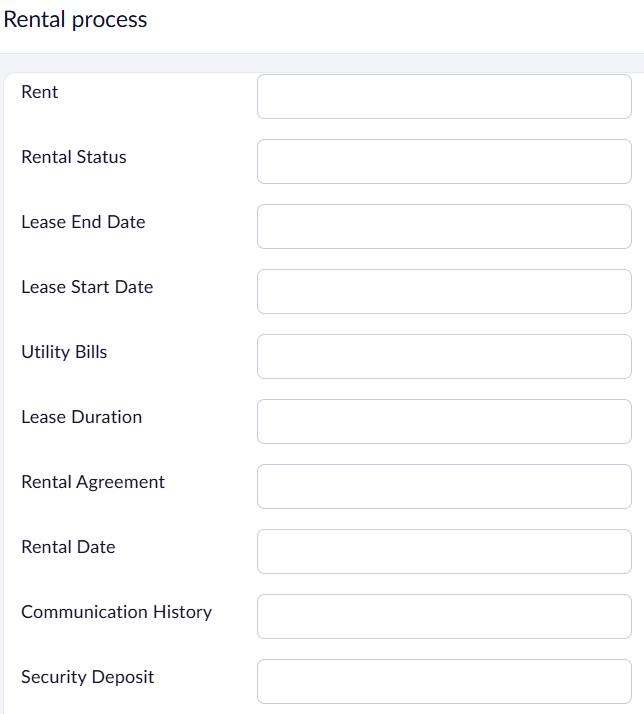 Rental process
Rent
Rental Status
Lease End Date
Lease Start Date
Utility Bills
Lease Duration
Rental Agreement
Rental Date
Communication History
Security Deposit